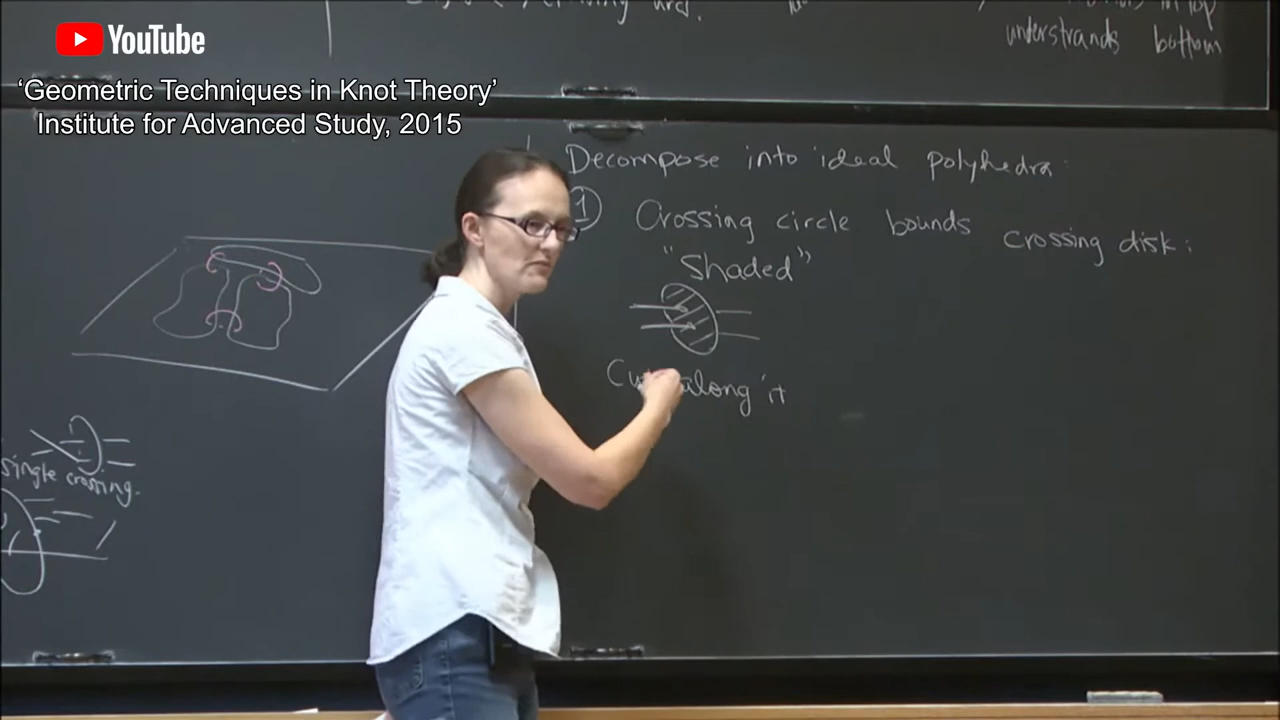 YouTube
‘Geometric Techniques in Knot Theory’
Institute for Advanced Study, 2015
understrands bottom
Decompose into ideal polyhedra:
1 Crossing circle bounds crossing disk:
"Shaded"
along it
single crossing.